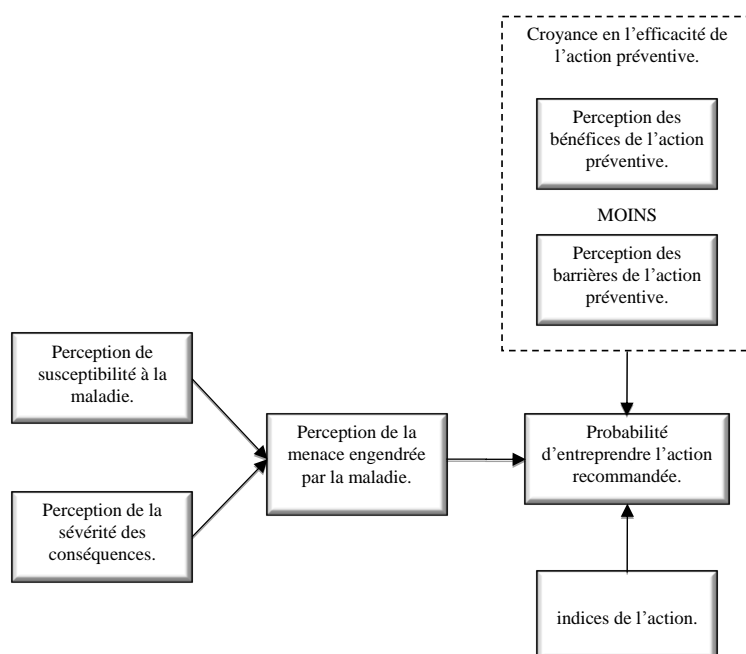 Croyance en l’efficacité de
l’action préventive.
Perception des
bénéfices de l’action
préventive.
MOINS
Perception des
barrières de l’action
préventive.
Perception de
susceptibilité à la
maladie.
Perception de la
menace engendrée
par la maladie.
Probabilité
d’entreprendre l’action
recommandée.
Perception de la
sévérité des
conséquences.
indices de l’action.